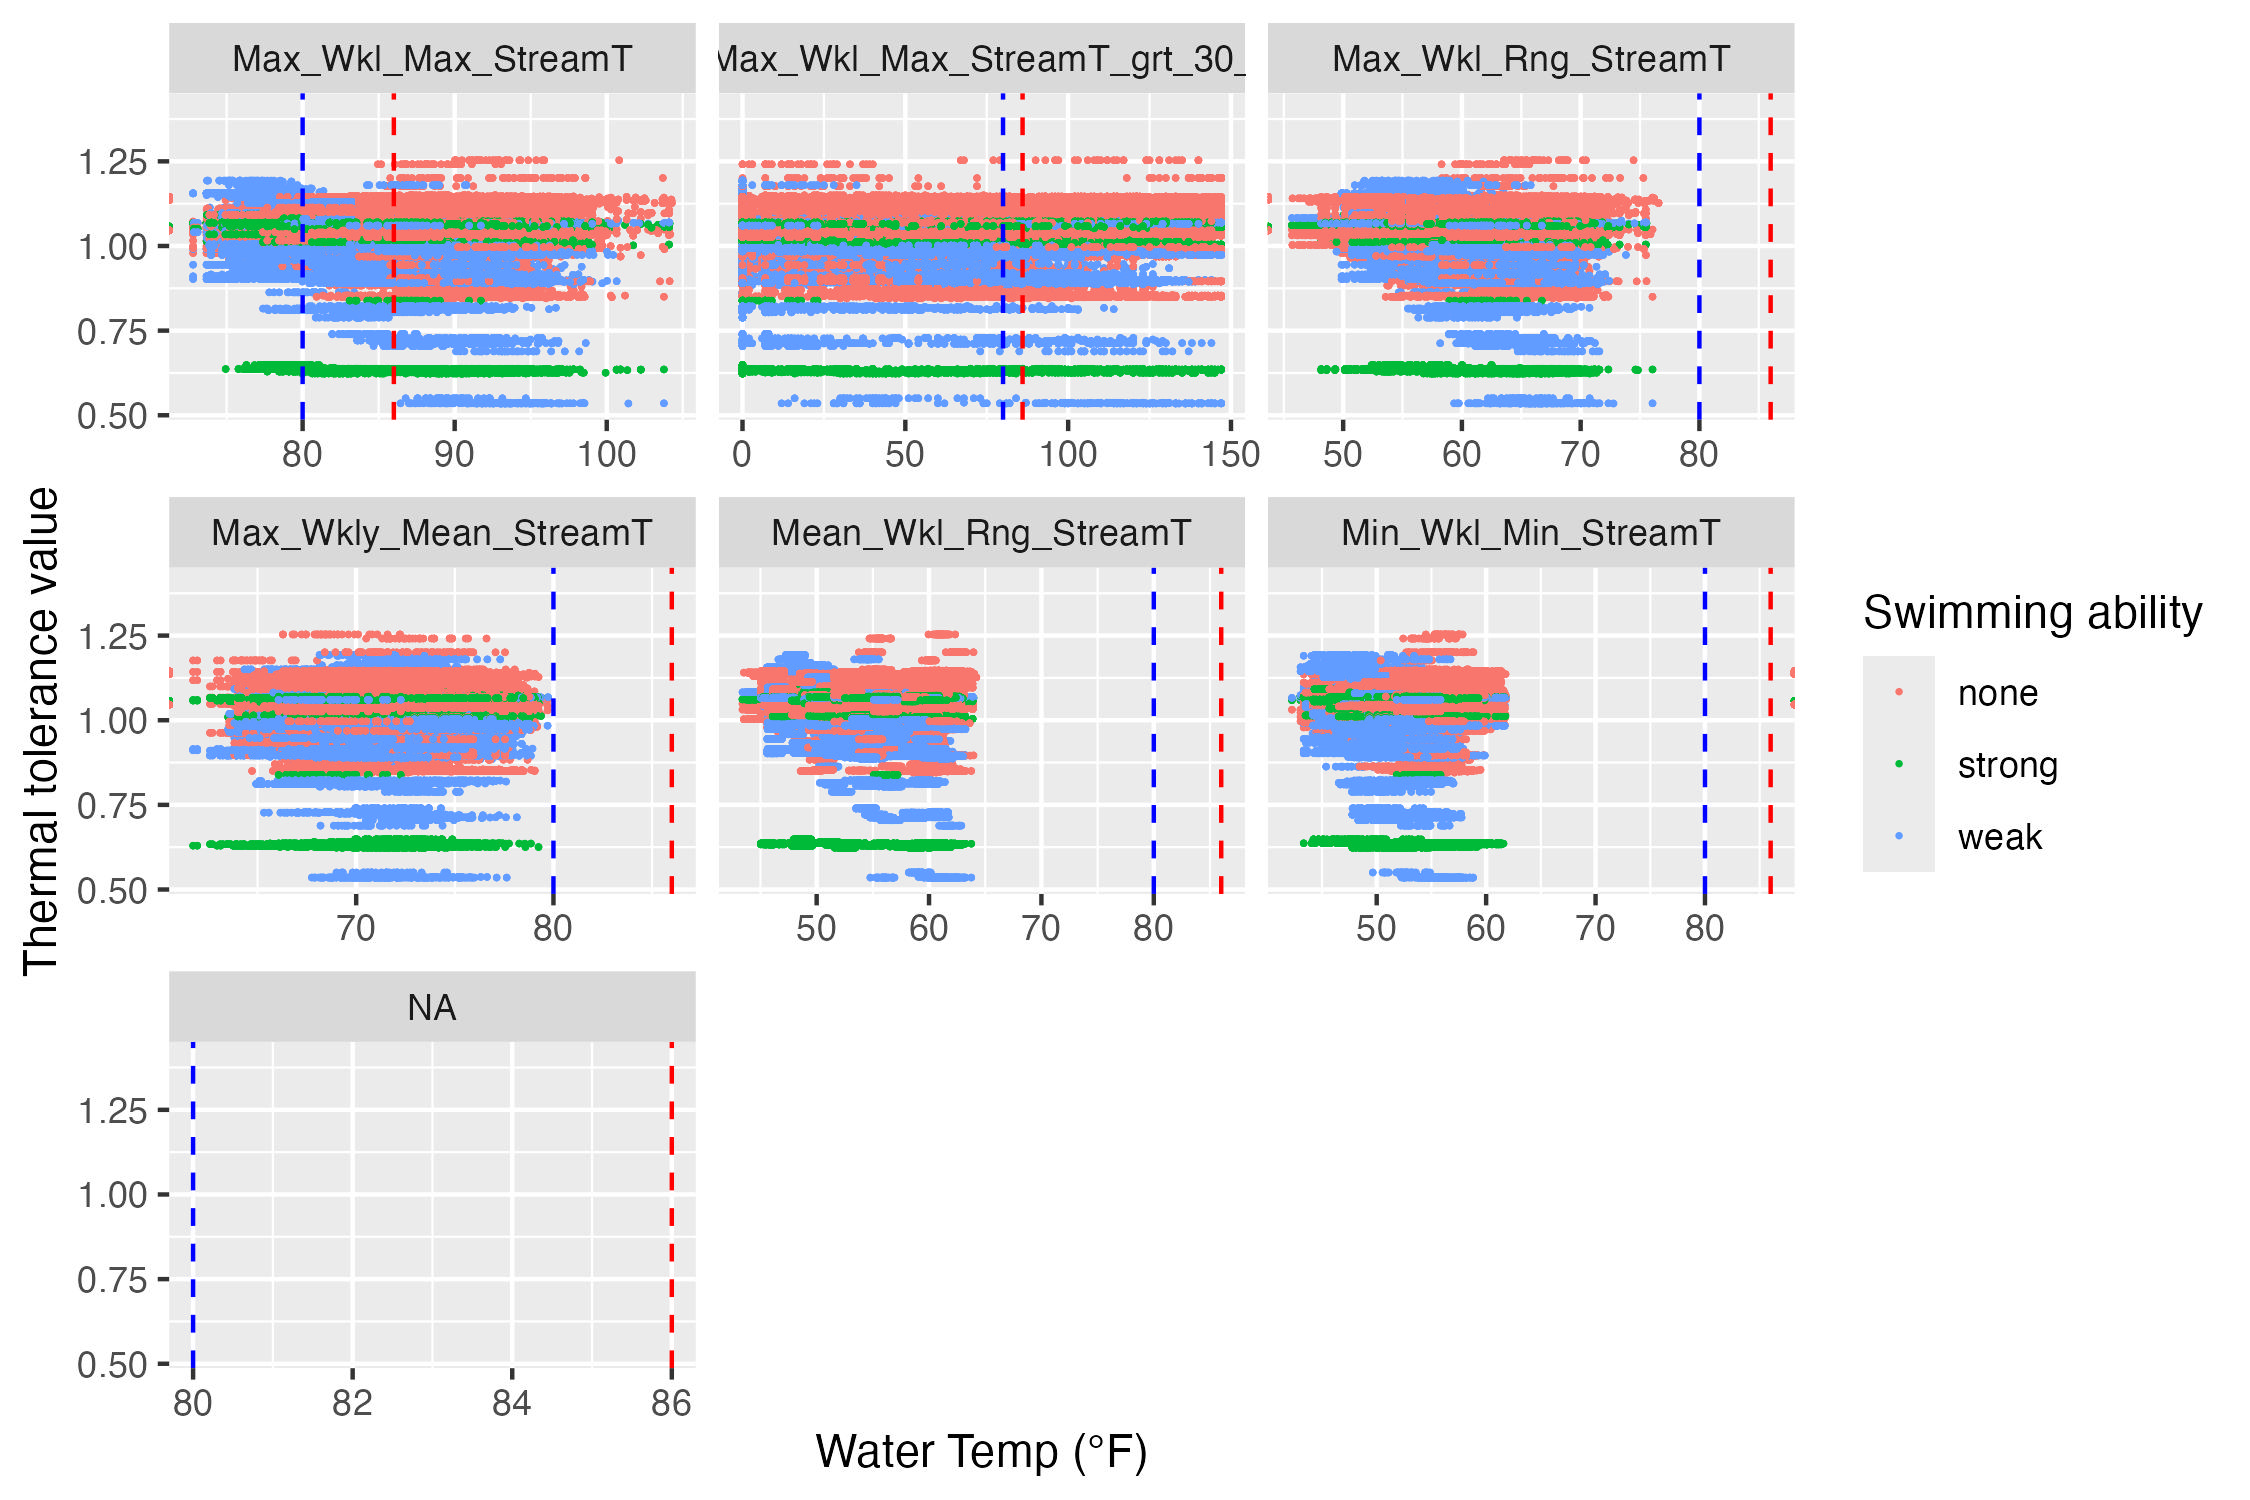 Max_Wkl_Max_StreamT
Max_Wkl_Max_StreamT_grt_30_
Max_Wkl_Rng_StreamT
1.25
1.00
0.75
0.50
80 90 100
0 50 100 150
50 60 70 80
Thermal tolerance value
Max_Wkly_Mean_StreamT
Mean_Wkl_Rng_StreamT
Min_Wkl_Min_StreamT
1.25
1.00
0.75
0.50
70 80
50 60 70 80
50 60 70 80
NA
1.25
1.00
0.75
0.50
80 82 84 86
Water Temp (°F)
Swimming ability
none
strong
weak